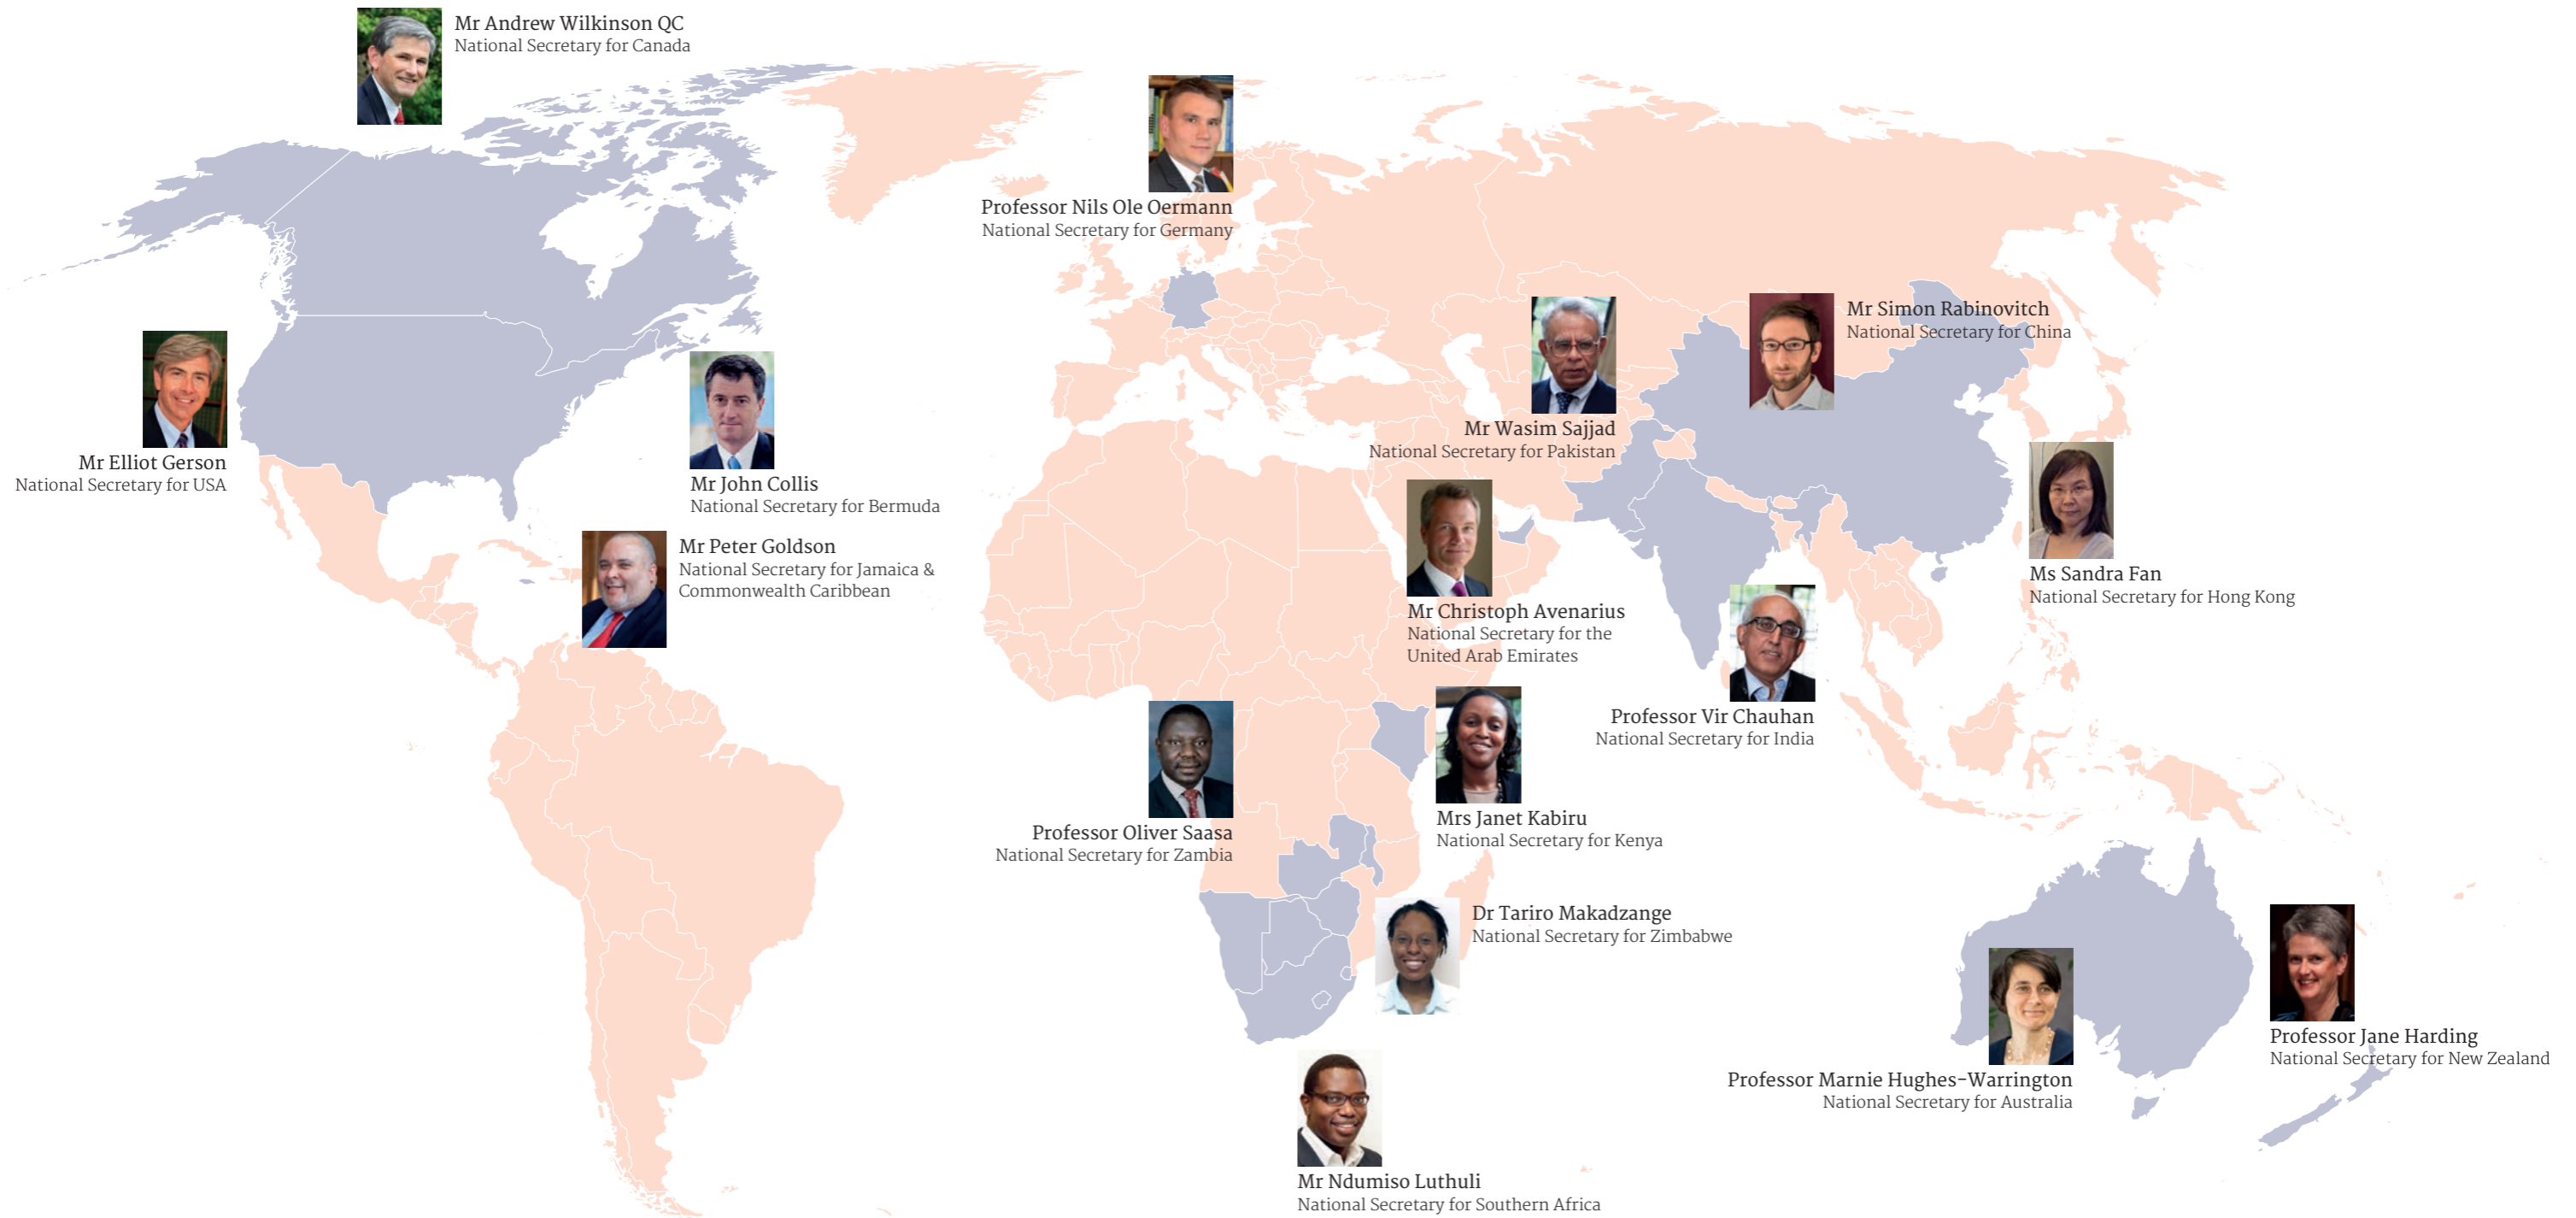 Mr Andrew Wilkinson QC
National Secretary for Canada
Professor Nils Ole Oermann
National Secretary for Germany
Mr Simon Rabinovitch
National Secretary for China
Mr Wasim Sajjad
National Secretary for Pakistan
Mr Elliot Gerson
National Secretary for USA
Mr John Collis
National Secretary for Bermuda
Mr Peter Goldson
National Secretary for Jamaica &
Commonwealth Caribbean
Ms Sandra Fan
National Secretary for Hong Kong
Mr Christoph Avenarius
National Secretary for the
United Arab Emirates
Professor Vir Chauhan
National Secretary for India
Professor Oliver Saasa
National Secretary for Zambia
Mrs Janet Kabiru
National Secretary for Kenya
Dr Tariro Makadzange
National Secretary for Zimbabwe
Professor Jane Harding
National Secretary for New Zealand
Professor Marnie Hughes-Warrington
National Secretary for Australia
Mr Ndumiso Luthuli
National Secretary for Southern Africa